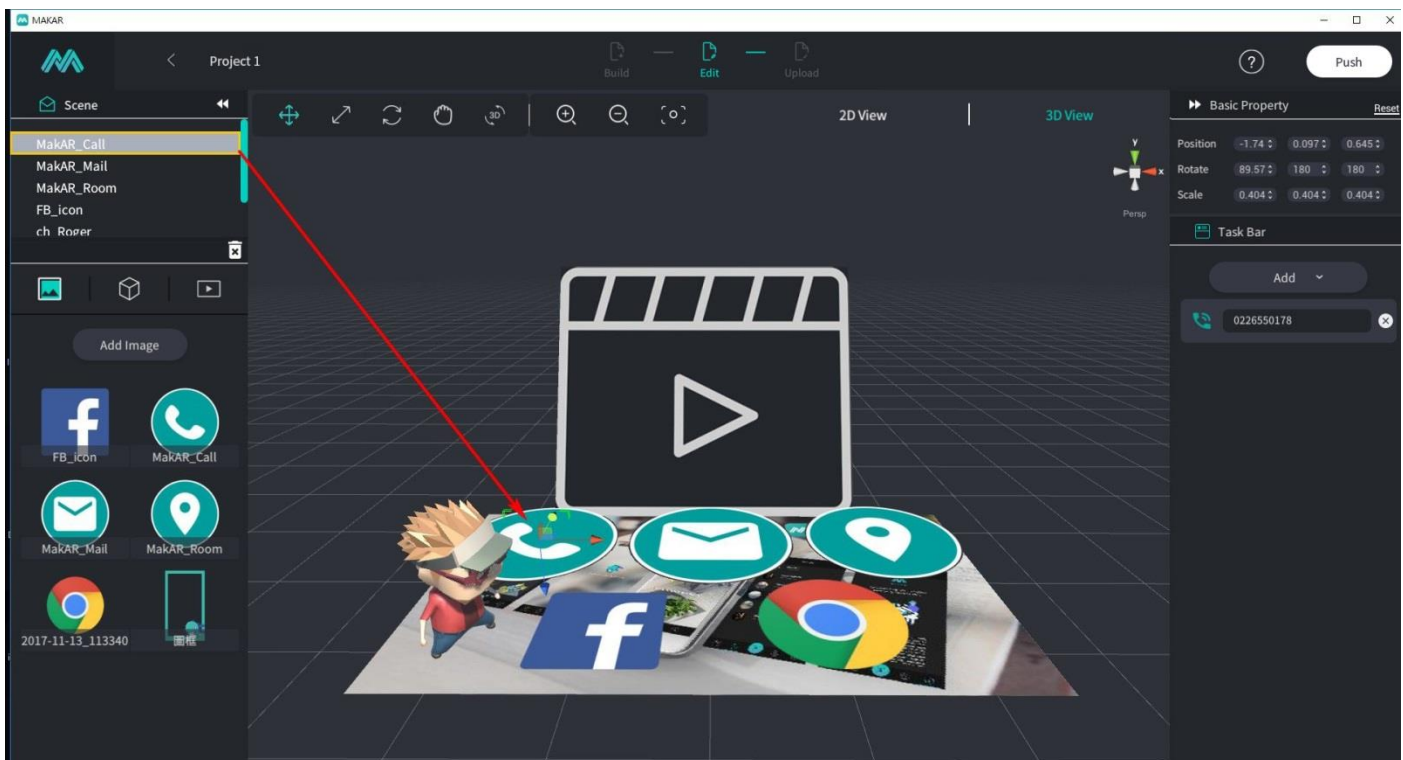 MAKAR
Project 1
Build
Edit
Upload
Push
Scene
MakAR_Call
MakAR_Mail
MakAR_Room
FB_icon
ch_Roger
Add Image
FB_icon
MakAR_Call
MakAR_Mail
MakAR_Room
2017-11-13_113340
圖框
3D
2D View
3D View
y
x
Persp
Basic Property
Reset
Position -1.74 0.097 0.645
Rotate 89.57 180 180
Scale 0.404 0.404 0.404
Task Bar
Add
0226550178